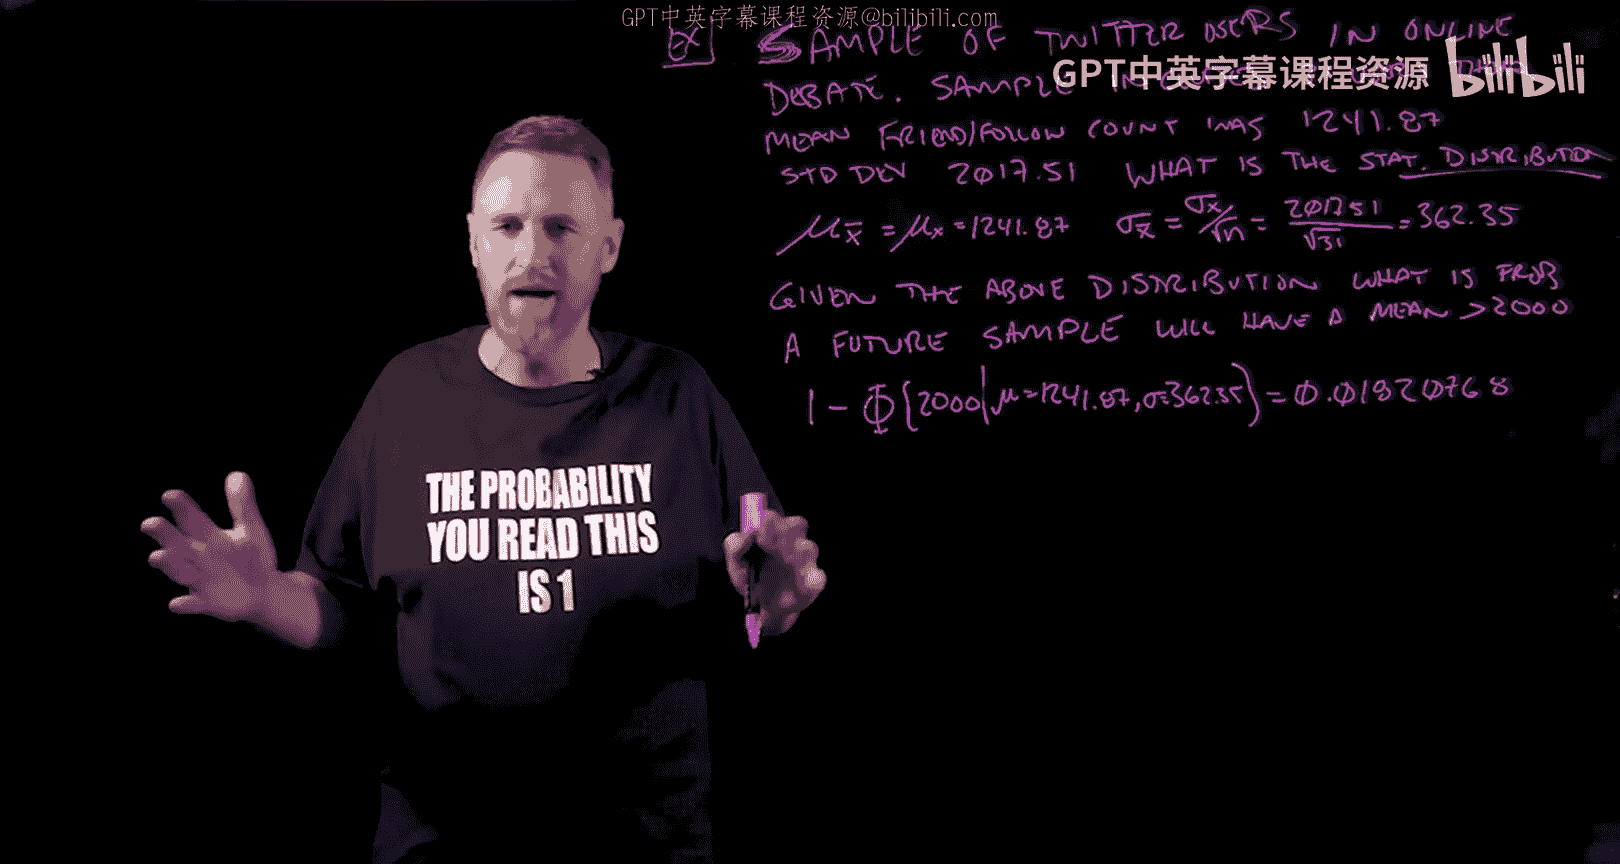 GPT中英字幕课程资源@bilibili.com
EX SAMPLE OF TWITTER USERS IN ONLINE
GPT中英字幕课程资源 bilibili
DEBATE. SAMPLE
MEAN FRIEND/FOLLOW COUNT WAS 1241.87
STD DEV 2017.51 WHAT IS THE STAT. DISTRIBUTION
μx̄ = μx = 1241.87 σx̄ = σx/√n = 2017.51/√31 = 362.35
GIVEN THE ABOVE DISTRIBUTION WHAT IS PROB
A FUTURE SAMPLE WILL HAVE A MEAN >2000
1 - Φ(2000|μ=1241.87, σ=362.35) = 0.01820768
THE PROBABILITY
YOU READ THIS
IS 1